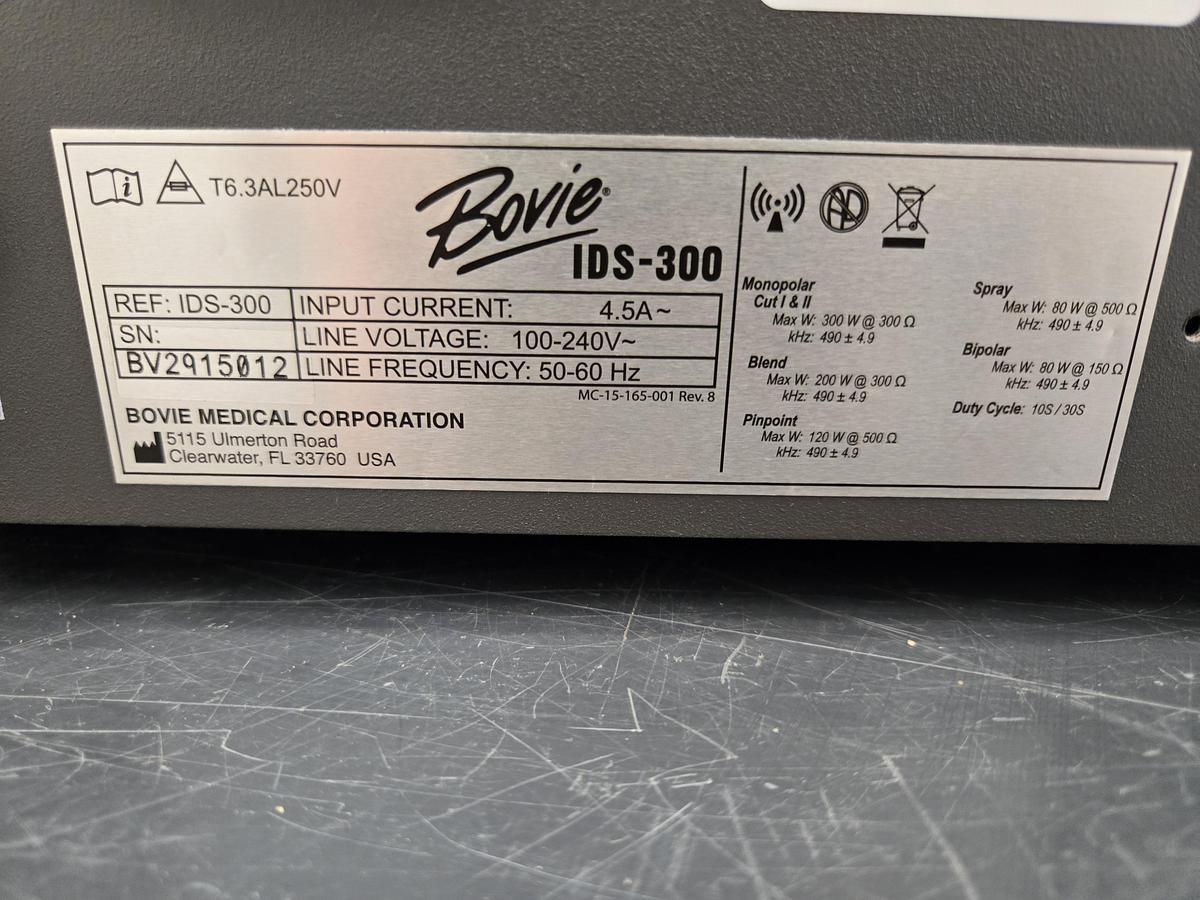 T6.3AL250V
Bovie®
IDS-300
REF: IDS-300
INPUT CURRENT: 4.5A~
SN:
LINE VOLTAGE: 100-240V~
BV2915012
LINE FREQUENCY: 50-60 Hz
MC-15-165-001 Rev. 8
BOVIE MEDICAL CORPORATION
5115 Ulmerton Road
Clearwater, FL 33760 USA
Monopolar
Cut I & II
Max W: 300 W @ 300 Ω
kHz: 490 ± 4.9
Blend
Max W: 200 W @ 300 Ω
kHz: 490 ± 4.9
Pinpoint
Max W: 120 W @ 500 Ω
kHz: 490 ± 4.9
Spray
Max W: 80 W @ 500 Ω
kHz: 490 ± 4.9
Bipolar
Max W: 80 W @ 150 Ω
kHz: 490 ± 4.9
Duty Cycle: 10S / 30S